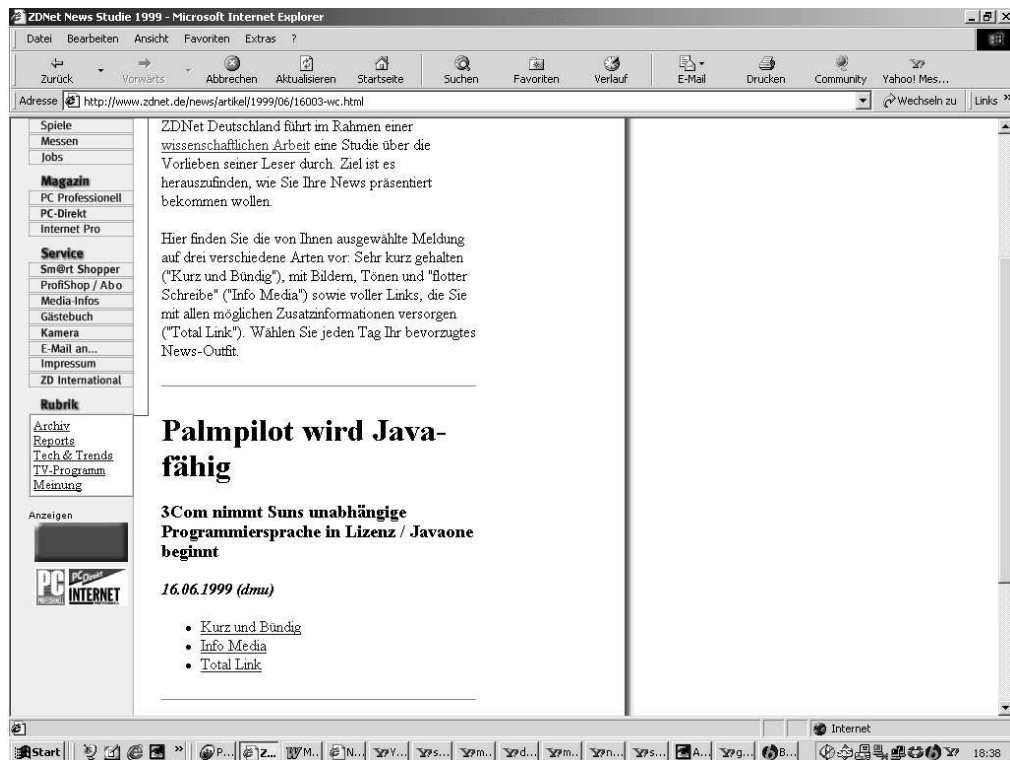 ZDNet News Studie 1999 - Microsoft Internet Explorer
Datei Bearbeiten Ansicht Favoriten Extras ?
Zurück Vorwärts Abbrechen Aktualisieren Startseite Suchen Favoriten Verlauf E-Mail Drucken Community Yahoo! Mes...
Adresse http://www.zdnet.de/news/artikel/1999/06/16003-wc.html Wechseln zu Links »
Spiele
Messen
Jobs
Magazin
PC Professionell
PC-Direkt
Internet Pro
Service
Sm@rt Shopper
ProfiShop / Abo
Media-Infos
Gästebuch
Kamera
E-Mail an...
Impressum
ZD International
Rubrik
Archiv
Reports
Tech & Trends
TV-Programm
Meinung
Anzeigen
PC PC Direkt
INTERNET
ZDNet Deutschland führt im Rahmen einer
wissenschaftlichen Arbeit eine Studie über die
Vorlieben seiner Leser durch. Ziel ist es
herauszufinden, wie Sie Ihre News präsentiert
bekommen wollen.
Hier finden Sie die von Ihnen ausgewählte Meldung
auf drei verschiedene Arten vor: Sehr kurz gehalten
("Kurz und Bündig"), mit Bildern, Tönen und "flotter
Schreibe" ("Info Media") sowie voller Links, die Sie
mit allen möglichen Zusatzinformationen versorgen
("Total Link"). Wählen Sie jeden Tag Ihr bevorzugtes
News-Outfit.
Palmpilot wird Java-
fähig
3Com nimmt Suns unabhängige
Programmiersprache in Lizenz / Javaone
beginnt
16.06.1999 (dmu)
• Kurz und Bündig
• Info Media
• Total Link
Internet
Start » P... Z... M... N... Y... s... m... d... m... n... s... A... g... B... 18:38